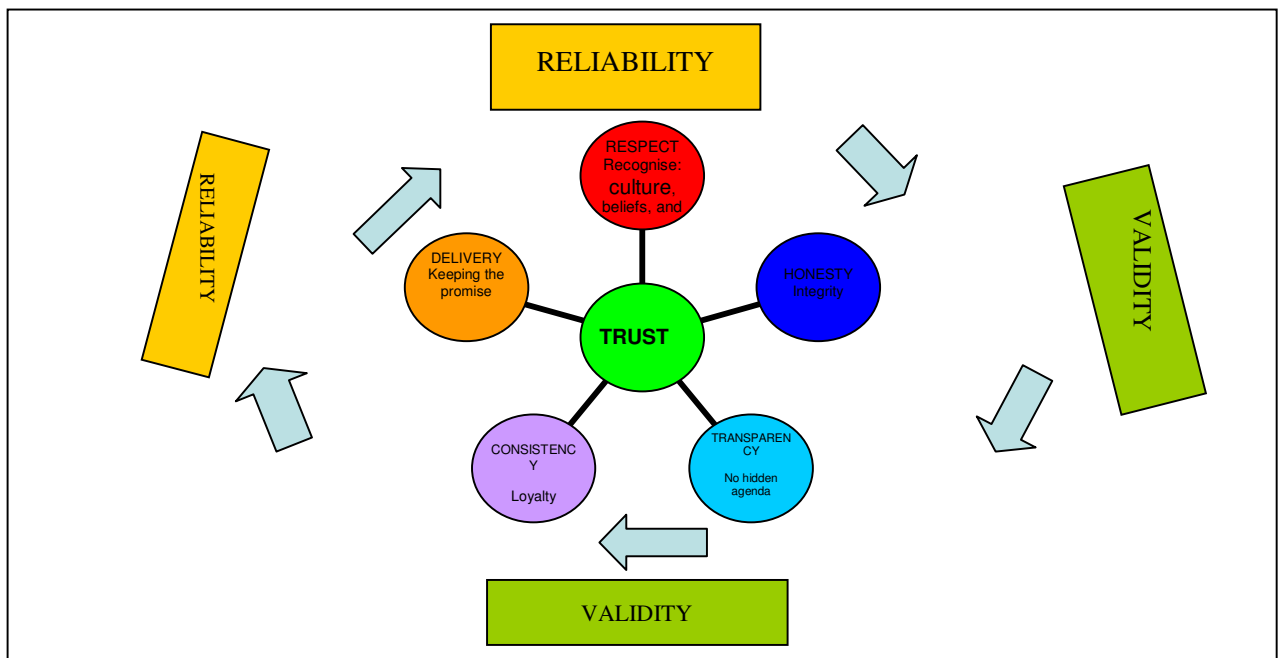 RELIABILITY
RESPECT
Recognise:
culture,
beliefs, and
RELIABILITY
VALIDITY
DELIVERY
Keeping the
promise
HONESTY
Integrity
TRUST
CONSISTENC
Y
Loyalty
TRANSPAREN
CY
No hidden
agenda
VALIDITY